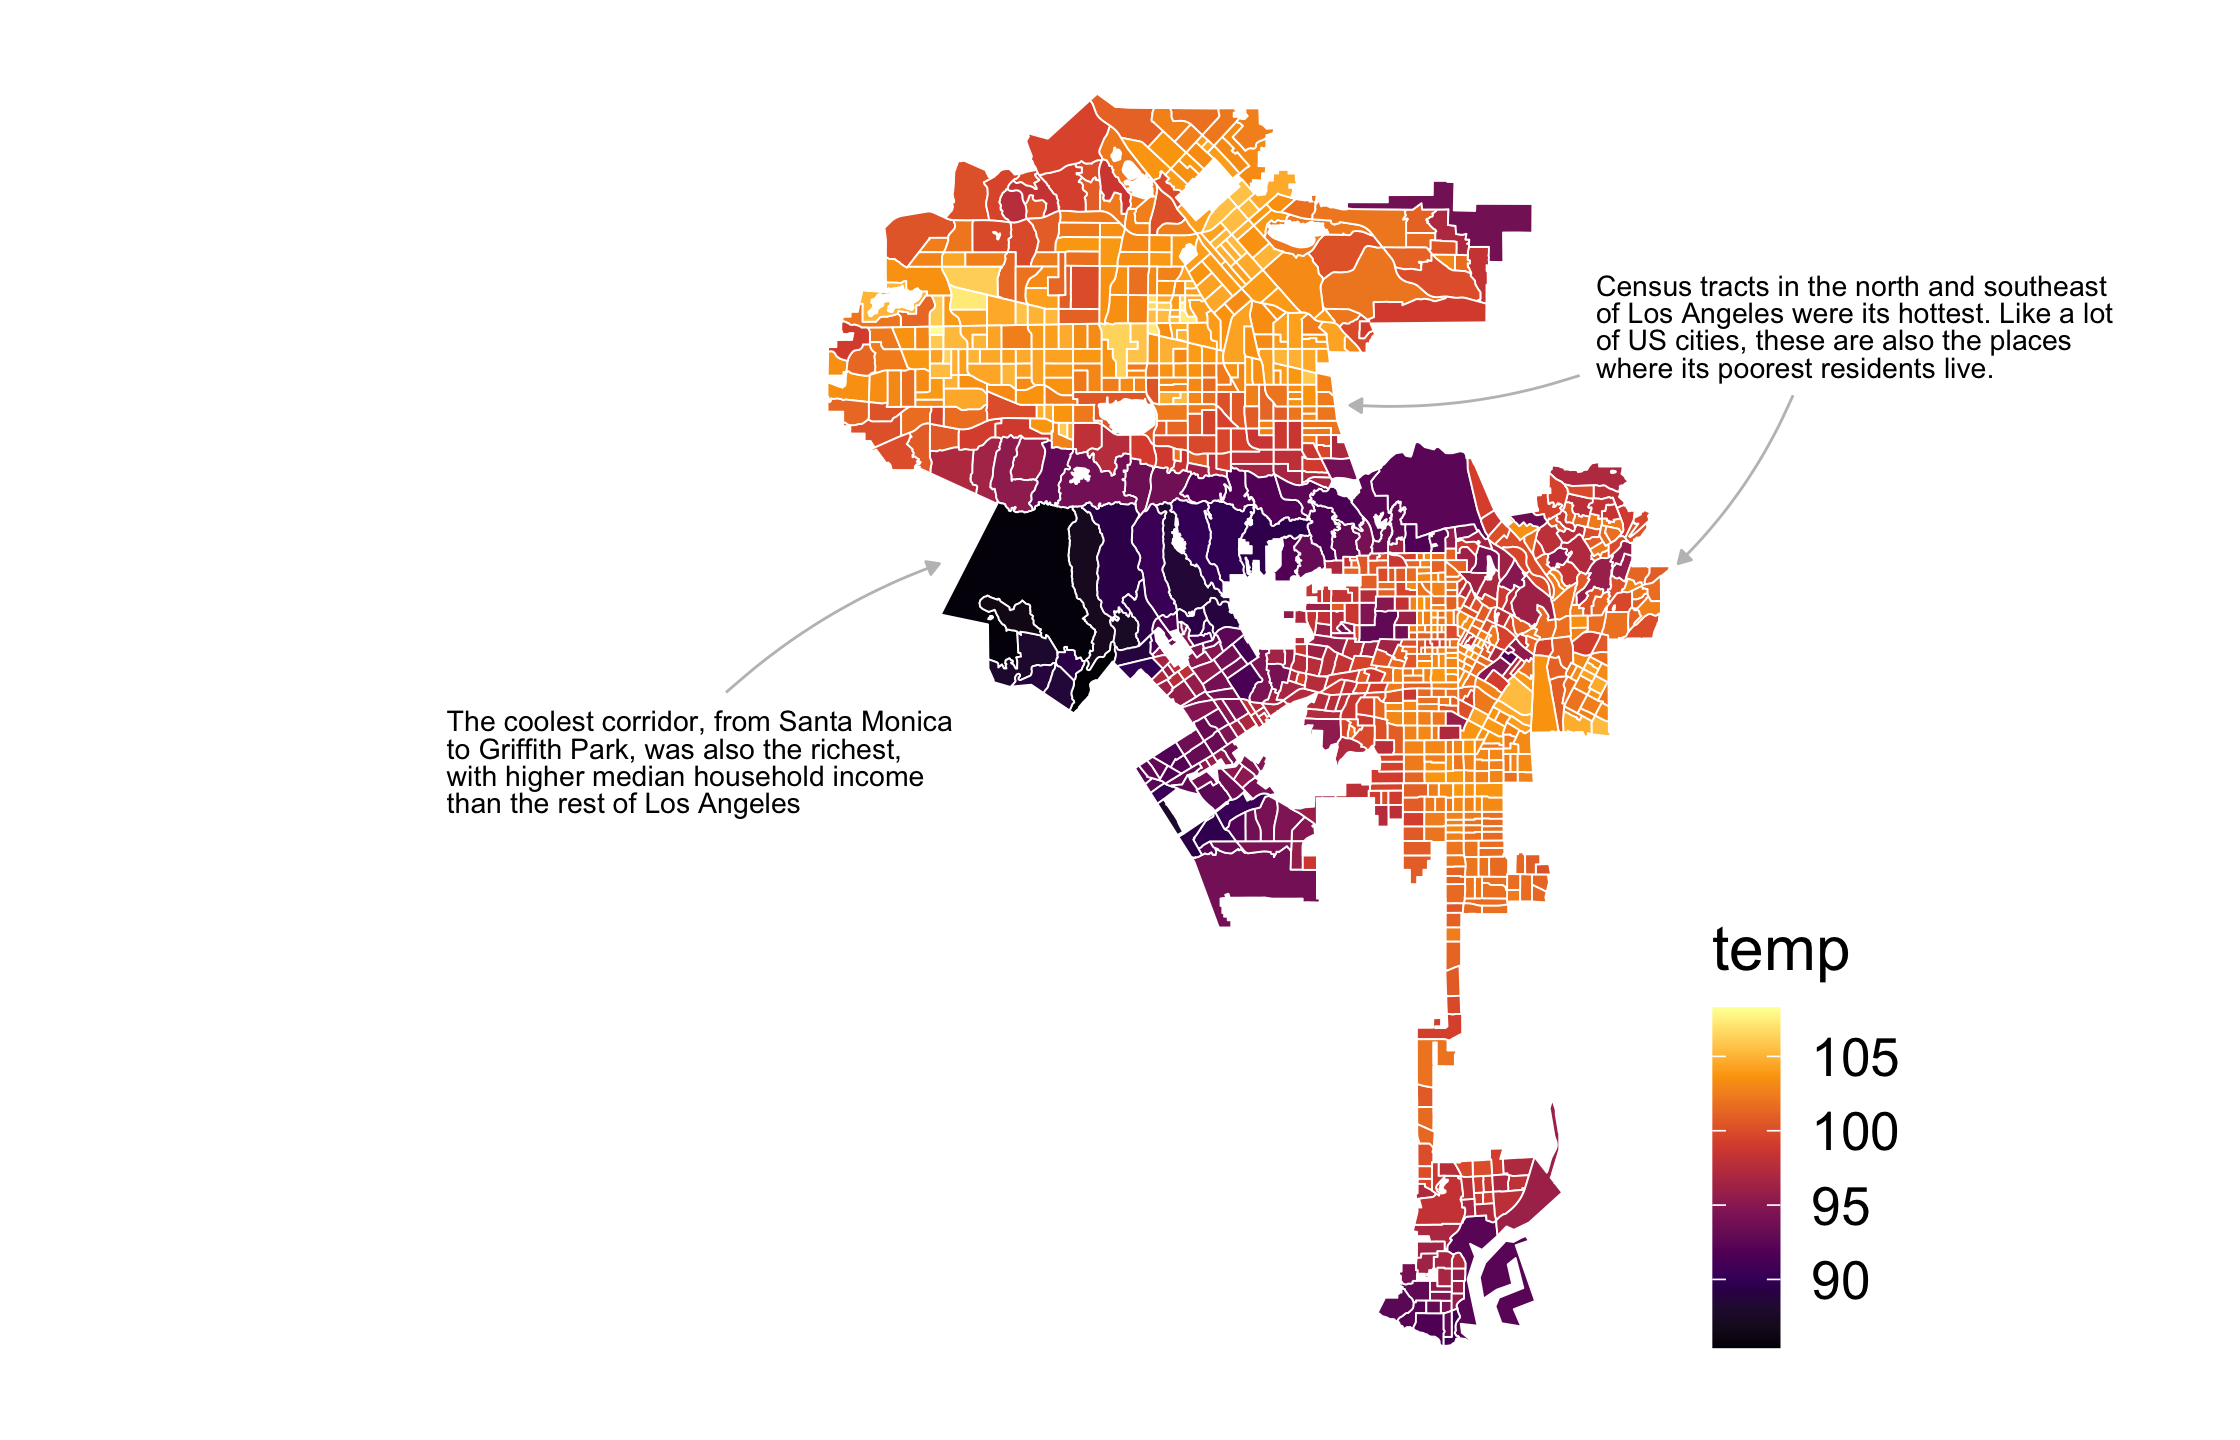 Census tracts in the north and southeast
of Los Angeles were its hottest. Like a lot
of US cities, these are also the places
where its poorest residents live.
The coolest corridor, from Santa Monica
to Griffith Park, was also the richest,
with higher median household income
than the rest of Los Angeles
temp
105
100
95
90